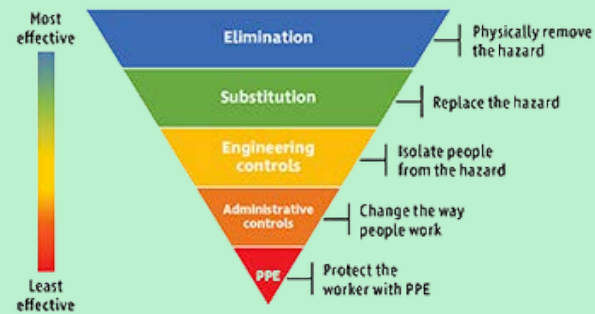 Most
effective
Elimination
Physically remove
the hazard
Substitution
Replace the hazard
Engineering
controls
Isolate people
from the hazard
Administrative
controls
Change the way
people work
PPE
Protect the
worker with PPE
Least
effective